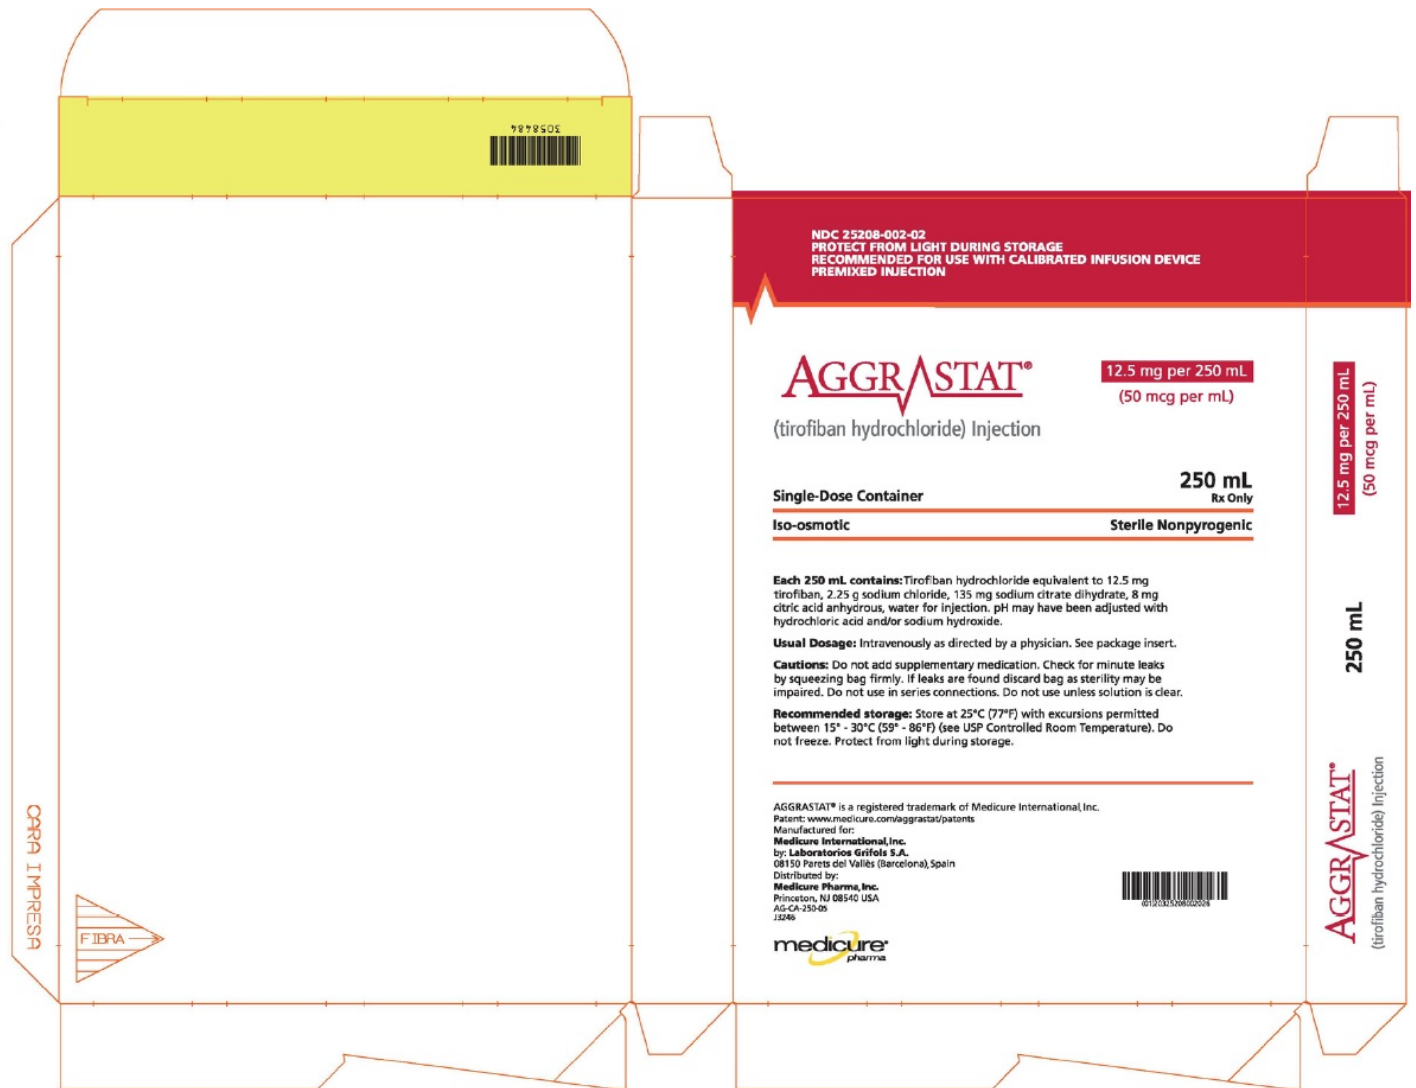 3058484
NDC 25208-002-02
PROTECT FROM LIGHT DURING STORAGE
RECOMMENDED FOR USE WITH CALIBRATED INFUSION DEVICE
PREMIXED INJECTION
AGGRASTAT®
12.5 mg per 250 mL
(50 mcg per mL)
(tirofiban hydrochloride) Injection
250 mL
Single-Dose Container
Rx Only
Iso-osmotic
Sterile Nonpyrogenic
Each 250 mL contains: Tirofiban hydrochloride equivalent to 12.5 mg
tirofiban, 2.25 g sodium chloride, 135 mg sodium citrate dihydrate, 8 mg
citric acid anhydrous, water for injection. pH may have been adjusted with
hydrochloric acid and/or sodium hydroxide.
Usual Dosage: Intravenously as directed by a physician. See package insert.
Cautions: Do not add supplementary medication. Check for minute leaks
by squeezing bag firmly. If leaks are found discard bag as sterility may be
impaired. Do not use in series connections. Do not use unless solution is clear.
Recommended storage: Store at 25°C (77°F) with excursions permitted
between 15° - 30°C (59° - 86°F) (see USP Controlled Room Temperature). Do
not freeze. Protect from light during storage.
AGGRASTAT® is a registered trademark of Medicure International, Inc.
Patent: www.medicure.com/aggrastat/patents
Manufactured for:
Medicure International, Inc.
by: Laboratorios Grifols S.A.
08150 Parets del Vallès (Barcelona), Spain
Distributed by:
Medicure Pharma, Inc.
Princeton, NJ 08540 USA
AG-CA-250-05
J3246
(01)20325208002026
medicure®
pharma
12.5 mg per 250 mL
(50 mcg per mL)
250 mL
AGGRASTAT®
(tirofiban hydrochloride) Injection
CARA IMPRESA
FIBRA